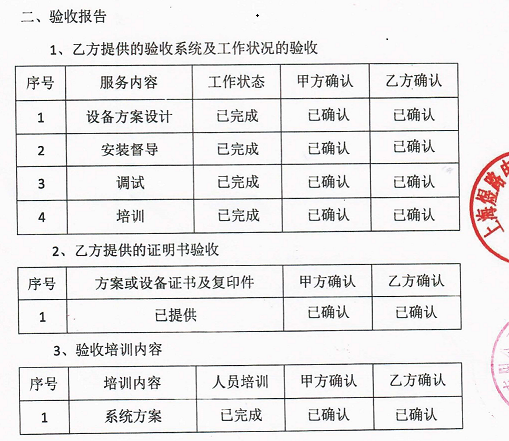 二、验收报告
1、乙方提供的验收系统及工作状况的验收
序号 服务内容 工作状态 甲方确认 乙方确认
1 设备方案设计 已完成 已确认 已确认
2 安装督导 已完成 已确认 已确认
3 调试 已完成 已确认 已确认
4 培训 已完成 已确认 已确认
2、乙方提供的证明书验收
序号 方案或设备证书及复印件 甲方确认 乙方确认
1 已提供 已确认 已确认
3、验收培训内容
序号 培训内容 人员培训 甲方确认 乙方确认
1 系统方案 已完成 已确认 已确认
上海煜路